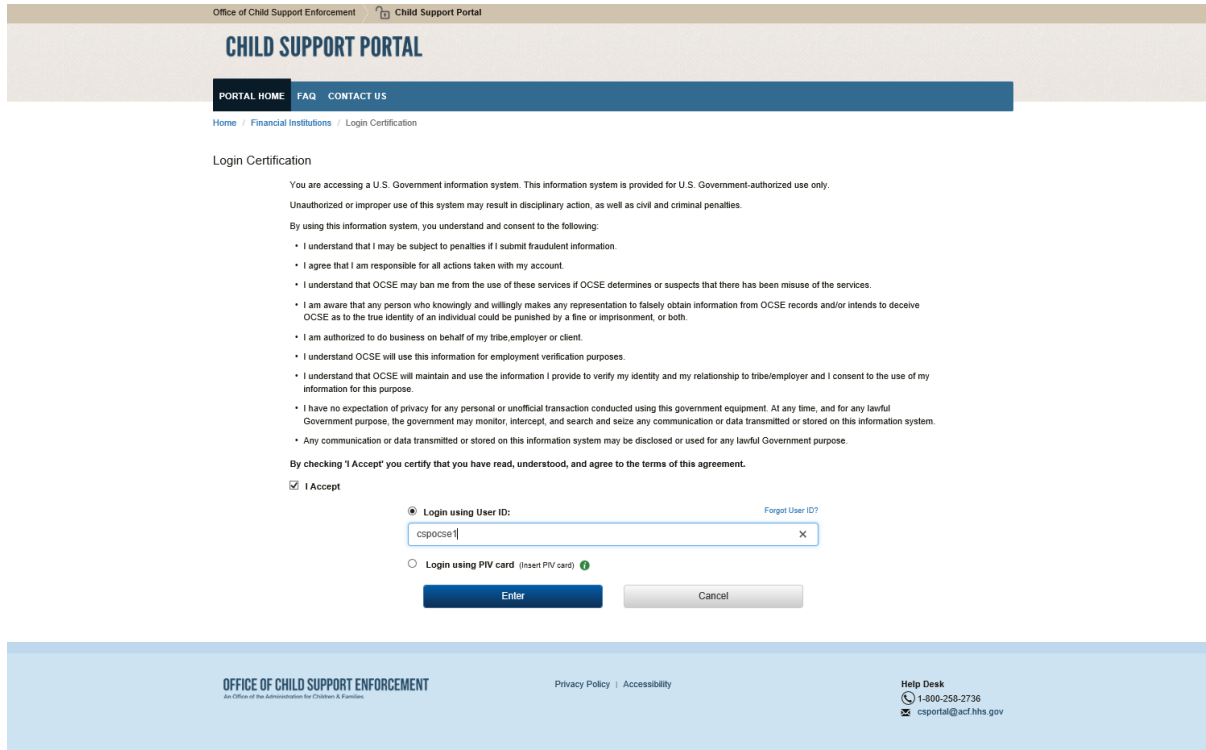 Office of Child Support Enforcement Child Support Portal
CHILD SUPPORT PORTAL
PORTAL HOME FAQ CONTACT US
Home / Financial Institutions / Login Certification
Login Certification
You are accessing a U.S. Government information system. This information system is provided for U.S. Government-authorized use only.
Unauthorized or improper use of this system may result in disciplinary action, as well as civil and criminal penalties.
By using this information system, you understand and consent to the following:
• I understand that I may be subject to penalties if I submit fraudulent information.
• I agree that I am responsible for all actions taken with my account.
• I understand that OCSE may ban me from the use of these services if OCSE determines or suspects that there has been misuse of the services.
• I am aware that any person who knowingly and willingly makes any representation to falsely obtain information from OCSE records and/or intends to deceive
OCSE as to the true identity of an individual could be punished by a fine or imprisonment, or both.
• I am authorized to do business on behalf of my tribe,employer or client.
• I understand OCSE will use this information for employment verification purposes.
• I understand that OCSE will maintain and use the information I provide to verify my identity and my relationship to tribe/employer and I consent to the use of my
information for this purpose.
• I have no expectation of privacy for any personal or unofficial transaction conducted using this government equipment. At any time, and for any lawful
Government purpose, the government may monitor, intercept, and search and seize any communication or data transmitted or stored on this information system.
• Any communication or data transmitted or stored on this information system may be disclosed or used for any lawful Government purpose.
By checking 'I Accept' you certify that you have read, understood, and agree to the terms of this agreement.
I Accept
Login using User ID: Forgot User ID?
cspocse1
Login using PIV card (Insert PIV card)
Enter Cancel
OFFICE OF CHILD SUPPORT ENFORCEMENT
An Office of the Administration for Children & Families
Privacy Policy | Accessibility
Help Desk
1-800-258-2736
csportal@acf.hhs.gov